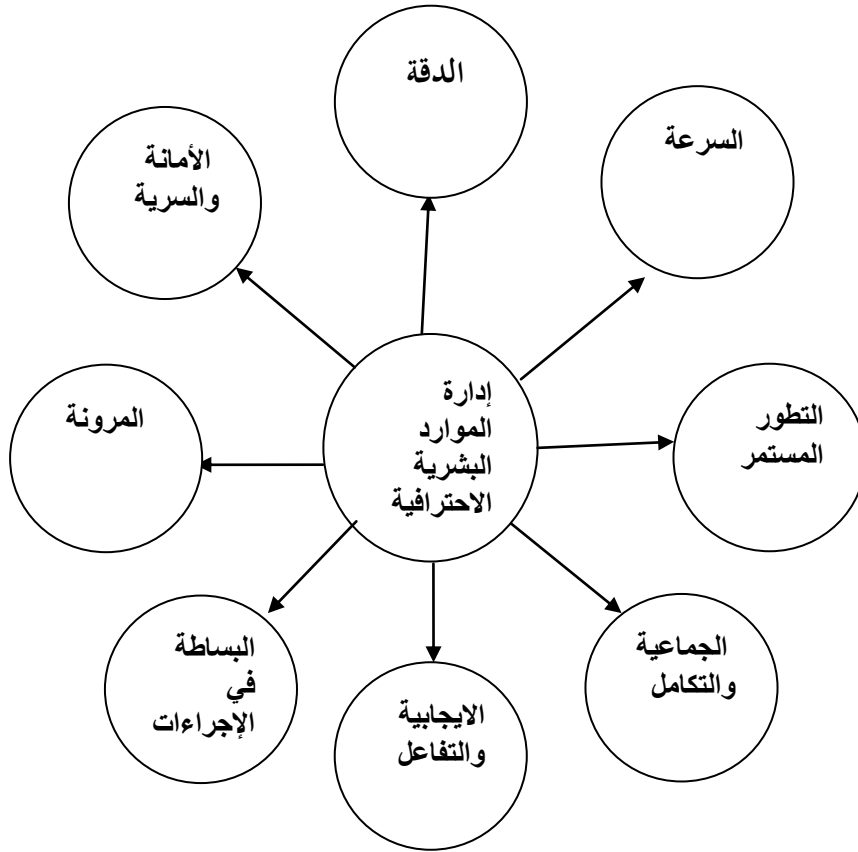 الدقة
السرعة
الأمانة
والسرية
إدارة
الموارد
البشرية
الاحترافية
التطور
المستمر
المرونة
الجماعية
والتكامل
البساطة
في
الإجراءات
الايجابية
والتفاعل